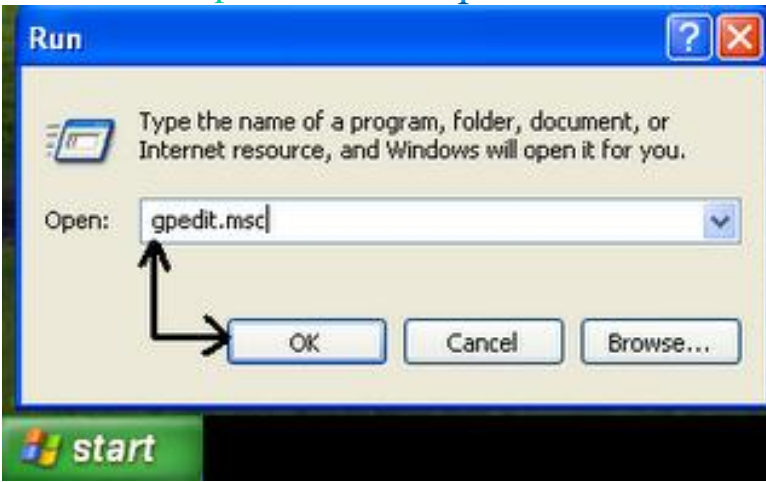 Run
Type the name of a program, folder, document, or
Internet resource, and Windows will open it for you.
Open: gpedit.msc
OK Cancel Browse...
start